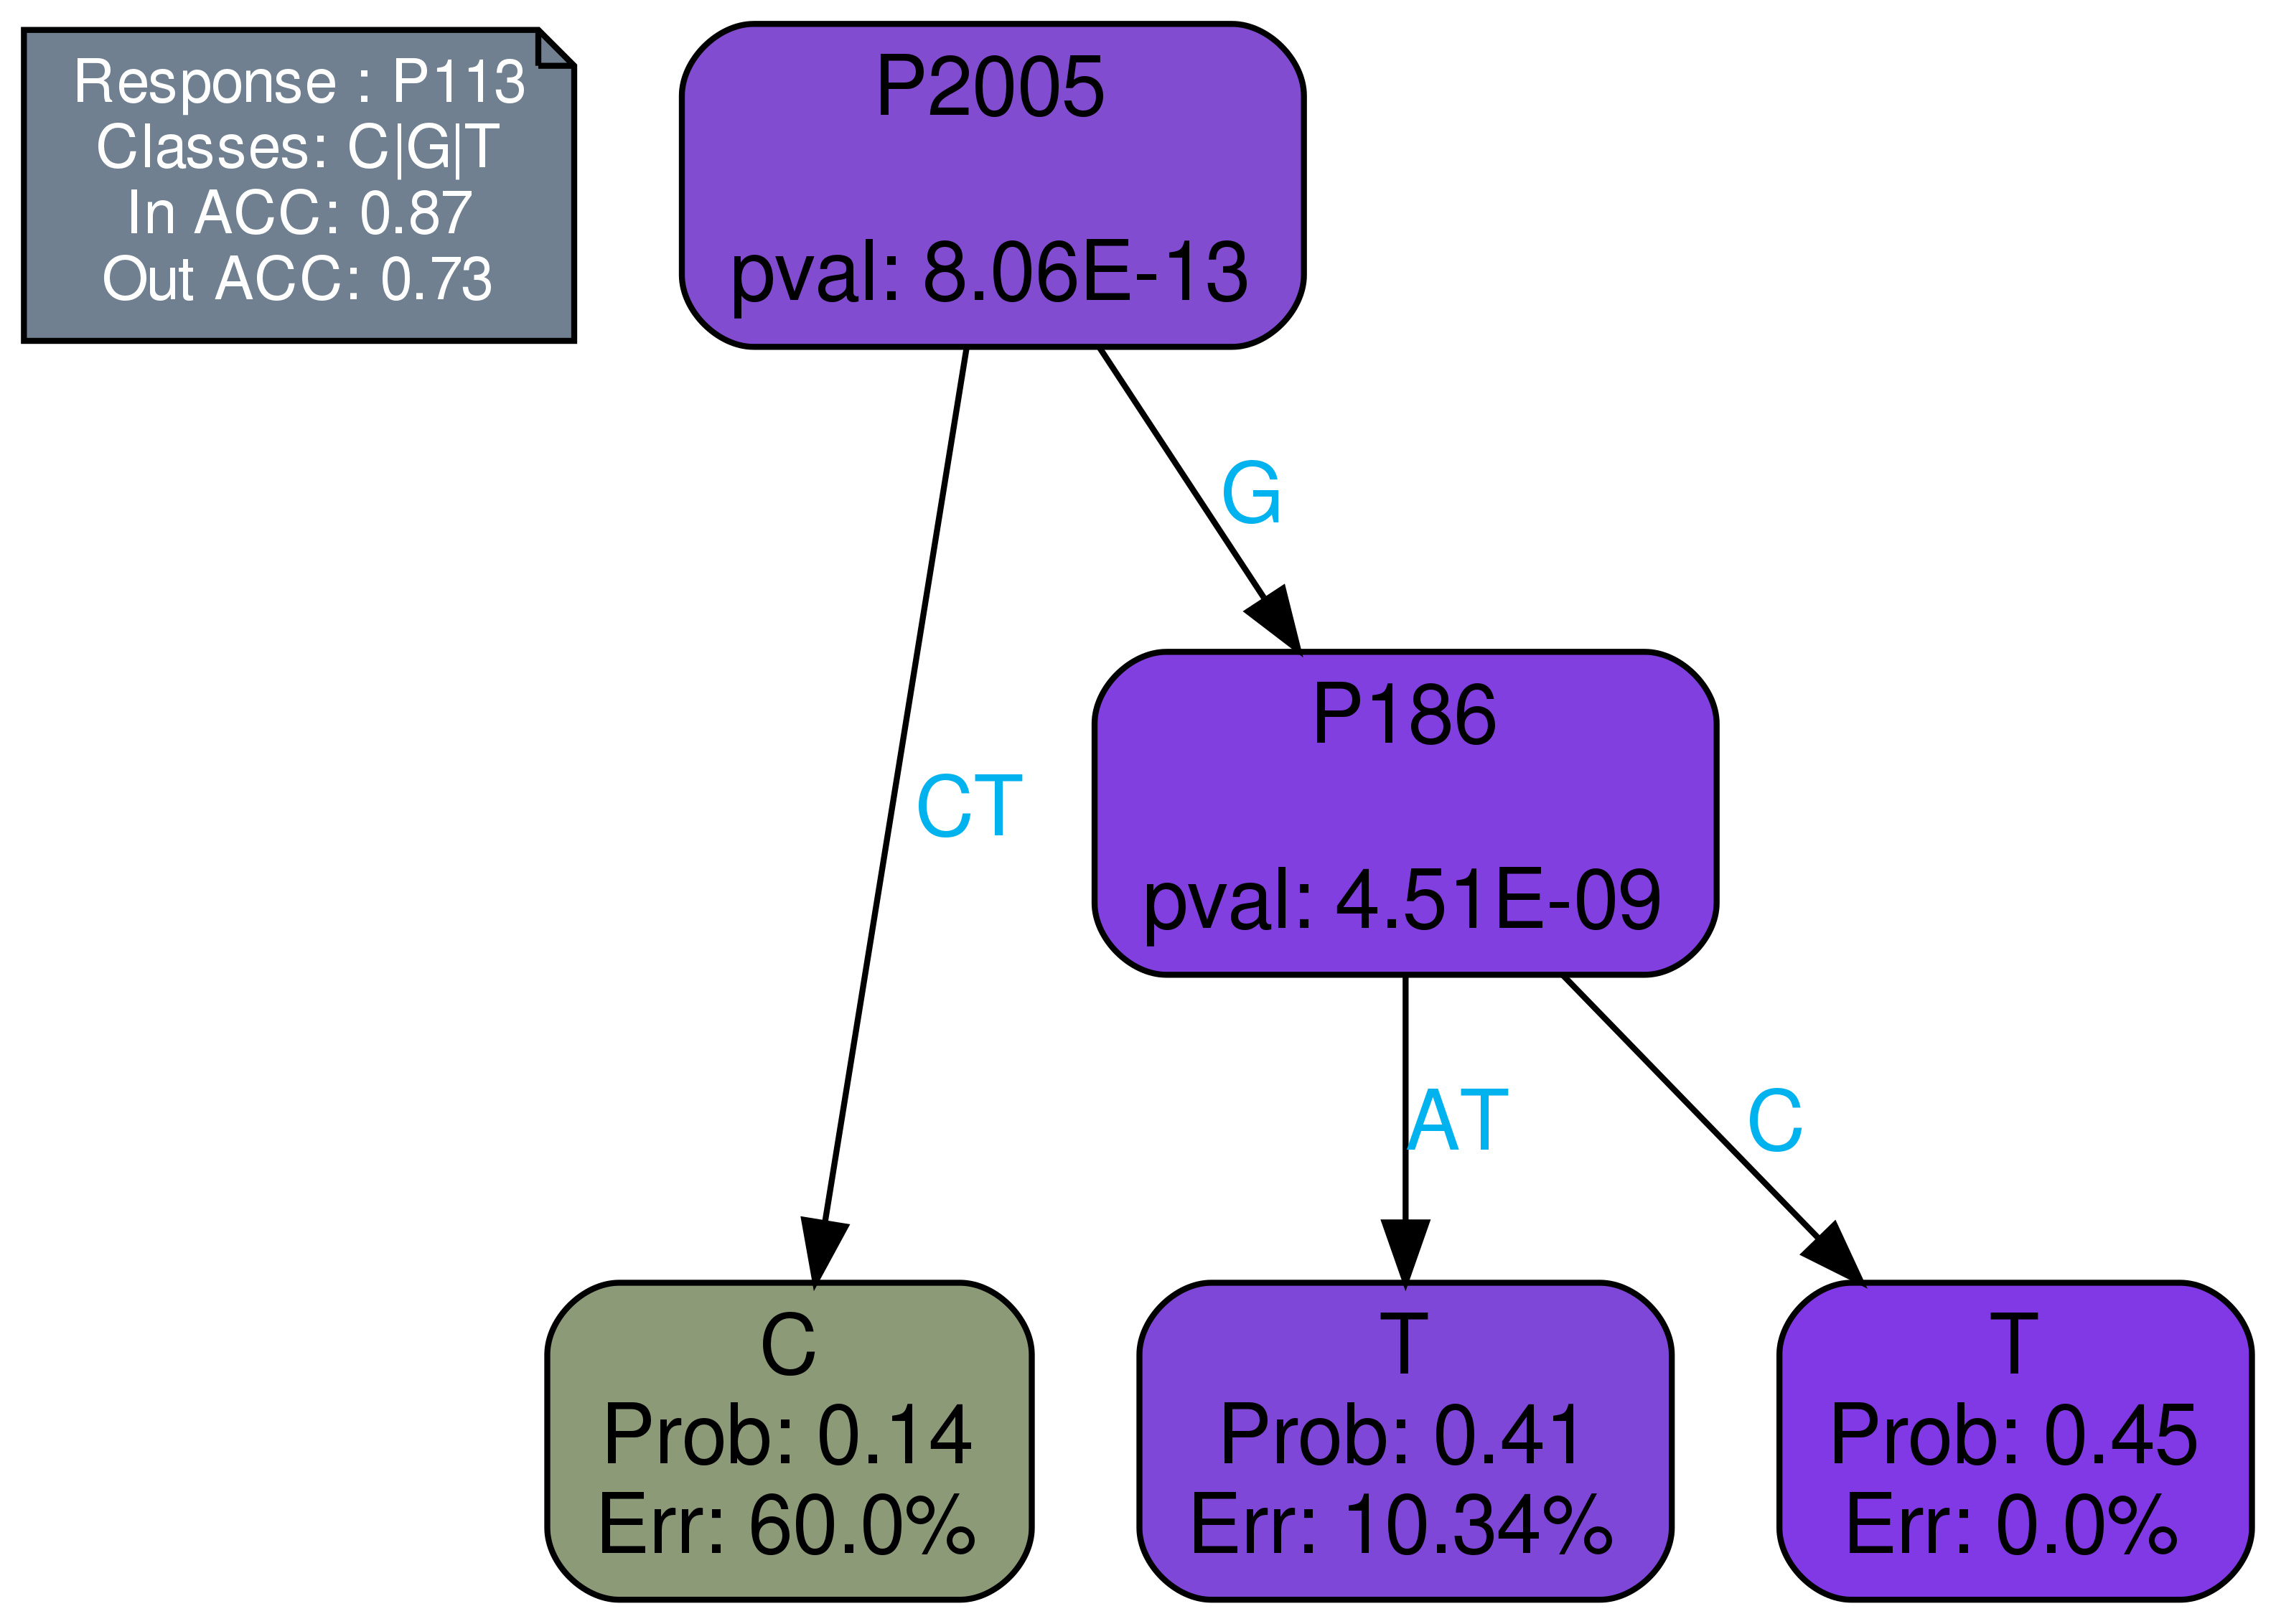 Response : P113
Classes: C|G|T
In ACC: 0.87
Out ACC: 0.73
P2005
pval: 8.06E-13
G
P186
pval: 4.51E-09
CT
AT
C
C
Prob: 0.14
Err: 60.0%
T
Prob: 0.41
Err: 10.34%
T
Prob: 0.45
Err: 0.0%